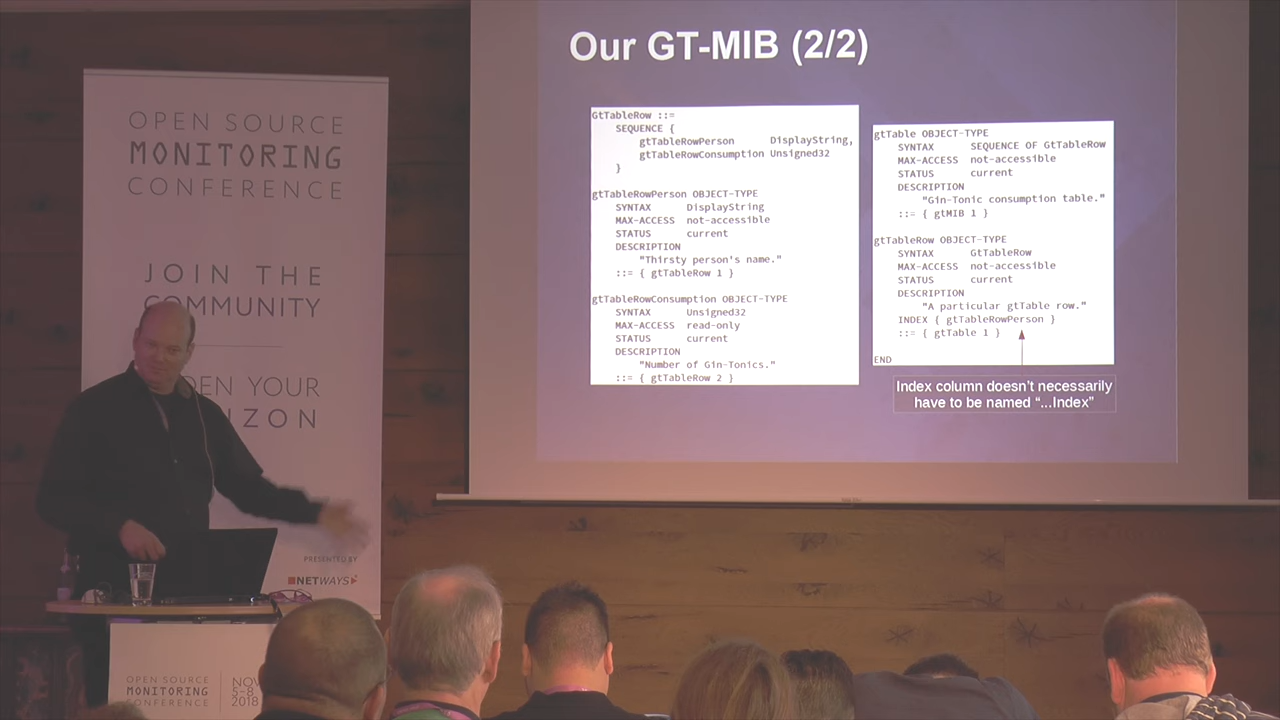 Our GT-MIB (2/2)
GtTableRow ::=
SEQUENCE {
gtTableRowPerson DisplayString,
gtTableRowConsumption Unsigned32
}
gtTableRowPerson OBJECT-TYPE
SYNTAX DisplayString
MAX-ACCESS not-accessible
STATUS current
DESCRIPTION
"Thirsty person's name."
::= { gtTableRow 1 }
gtTableRowConsumption OBJECT-TYPE
SYNTAX Unsigned32
MAX-ACCESS read-only
STATUS current
DESCRIPTION
"Number of Gin-Tonics."
::= { gtTableRow 2 }
gtTable OBJECT-TYPE
SYNTAX SEQUENCE OF GtTableRow
MAX-ACCESS not-accessible
STATUS current
DESCRIPTION
"Gin-Tonic consumption table."
::= { gtMIB 1 }
gtTableRow OBJECT-TYPE
SYNTAX GtTableRow
MAX-ACCESS not-accessible
STATUS current
DESCRIPTION
"A particular gtTable row."
INDEX { gtTableRowPerson }
::= { gtTable 1 }
END
Index column doesn't necessarily
have to be named "...Index"
OPEN SOURCE
MONITORING
CONFERENCE
JOIN THE
COMMUNITY
YOUR
PRESENTED BY
NETWAYS
OPEN SOURCE
MONITORING
CONFERENCE
NOV
5-8
2018